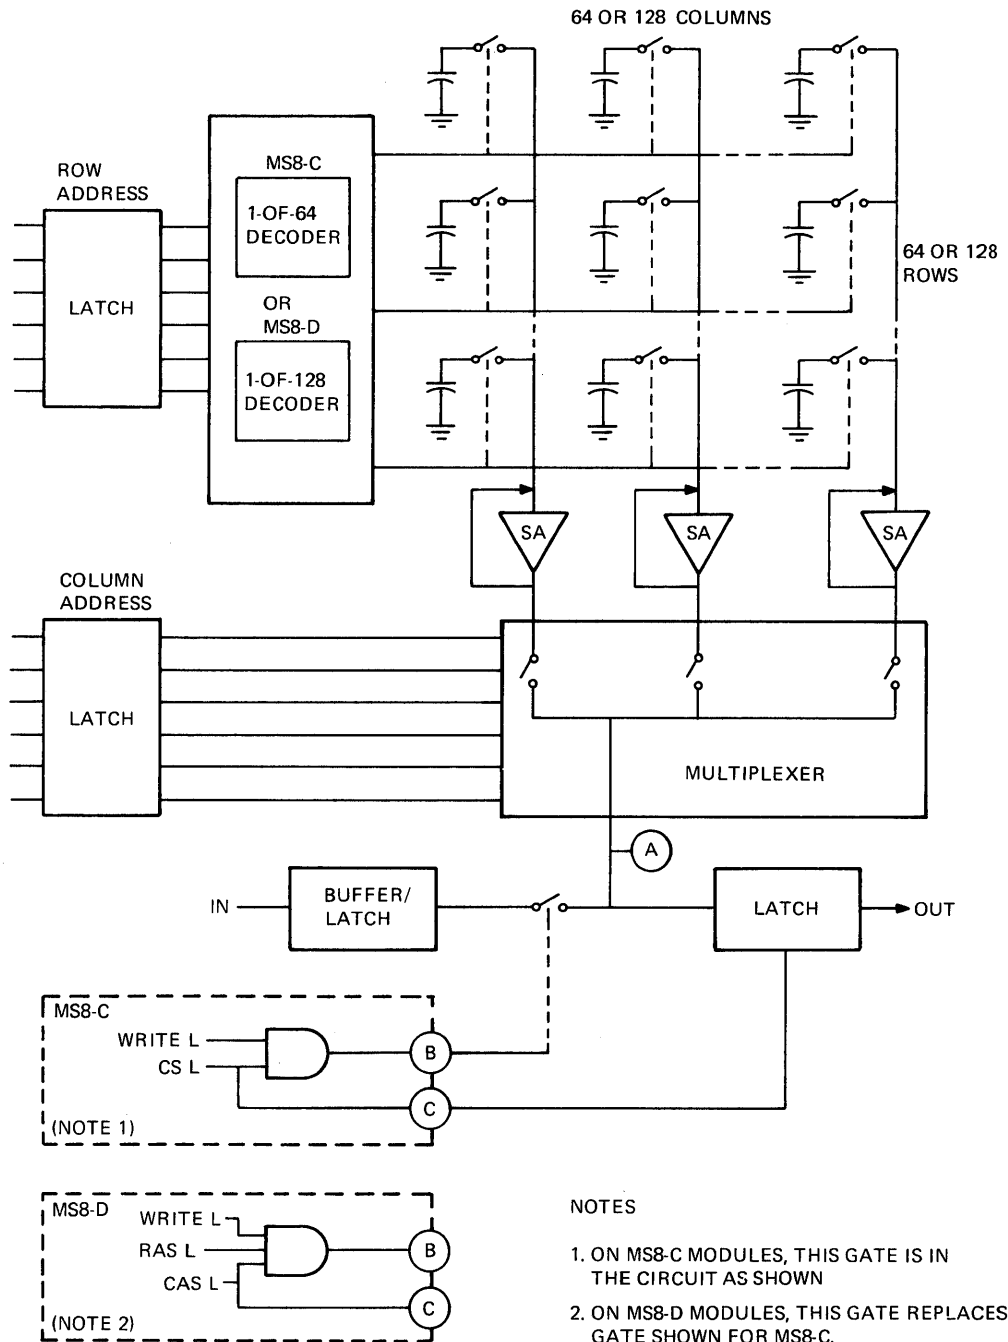 64 OR 128 COLUMNS
ROW
ADDRESS
LATCH
MS8-C
1-OF-64
DECODER
OR
MS8-D
1-OF-128
DECODER
64 OR 128
ROWS
SA
SA
SA
COLUMN
ADDRESS
LATCH
MULTIPLEXER
A
IN
BUFFER/
LATCH
LATCH
OUT
MS8-C
WRITE L
CS L
B
C
(NOTE 1)
MS8-D
WRITE L
RAS L
CAS L
B
C
(NOTE 2)
NOTES
1. ON MS8-C MODULES, THIS GATE IS IN
THE CIRCUIT AS SHOWN
2. ON MS8-D MODULES, THIS GATE REPLACES
GATE SHOWN FOR MS8-C.